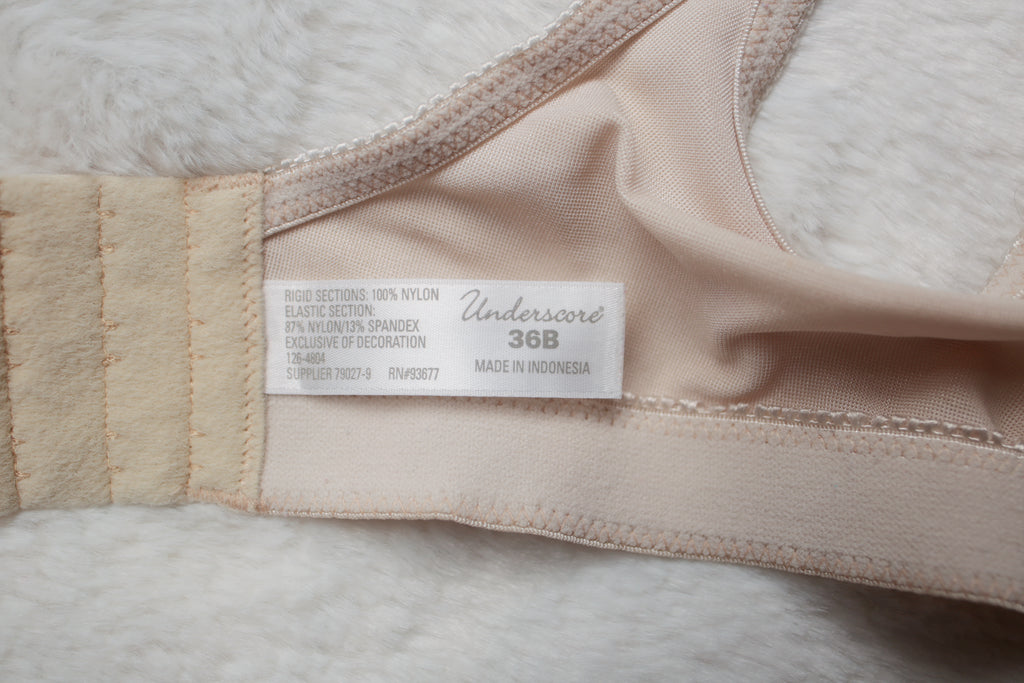 RIGID SECTIONS: 100% NYLON
ELASTIC SECTION:
87% NYLON/13% SPANDEX
EXCLUSIVE OF DECORATION
126-4804
SUPPLIER 79027-9 RN#93677
Underscore®
36B
MADE IN INDONESIA